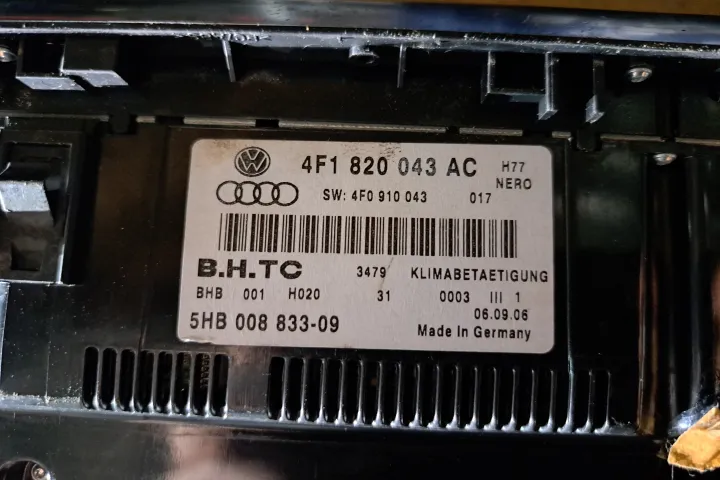 4F1 820 043 AC H77
NERO
SW: 4F0 910 043 017
B.H.TC 3479 KLIMABETAETIGUNG
BHB 001 H020 31 0003 III 1
06.09.06
5HB 008 833-09 Made In Germany